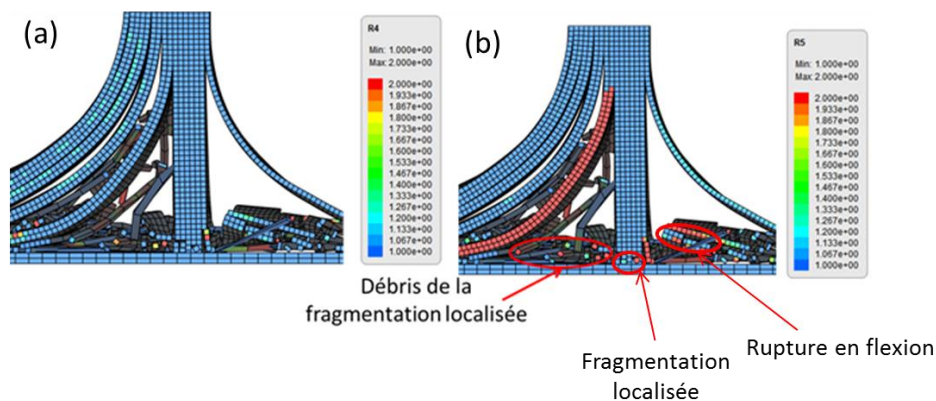 (a)
R4
Min: 1.000e+00
Max: 2.000e+00
2.000e+00
1.933e+00
1.867e+00
1.800e+00
1.733e+00
1.667e+00
1.600e+00
1.533e+00
1.467e+00
1.400e+00
1.333e+00
1.267e+00
1.200e+00
1.133e+00
1.067e+00
1.000e+00
(b)
R5
Min: 1.000e+00
Max: 2.000e+00
2.000e+00
1.933e+00
1.867e+00
1.800e+00
1.733e+00
1.667e+00
1.600e+00
1.533e+00
1.467e+00
1.400e+00
1.333e+00
1.267e+00
1.200e+00
1.133e+00
1.067e+00
1.000e+00
Débris de la
fragmentation localisée
Fragmentation
localisée
Rupture en flexion